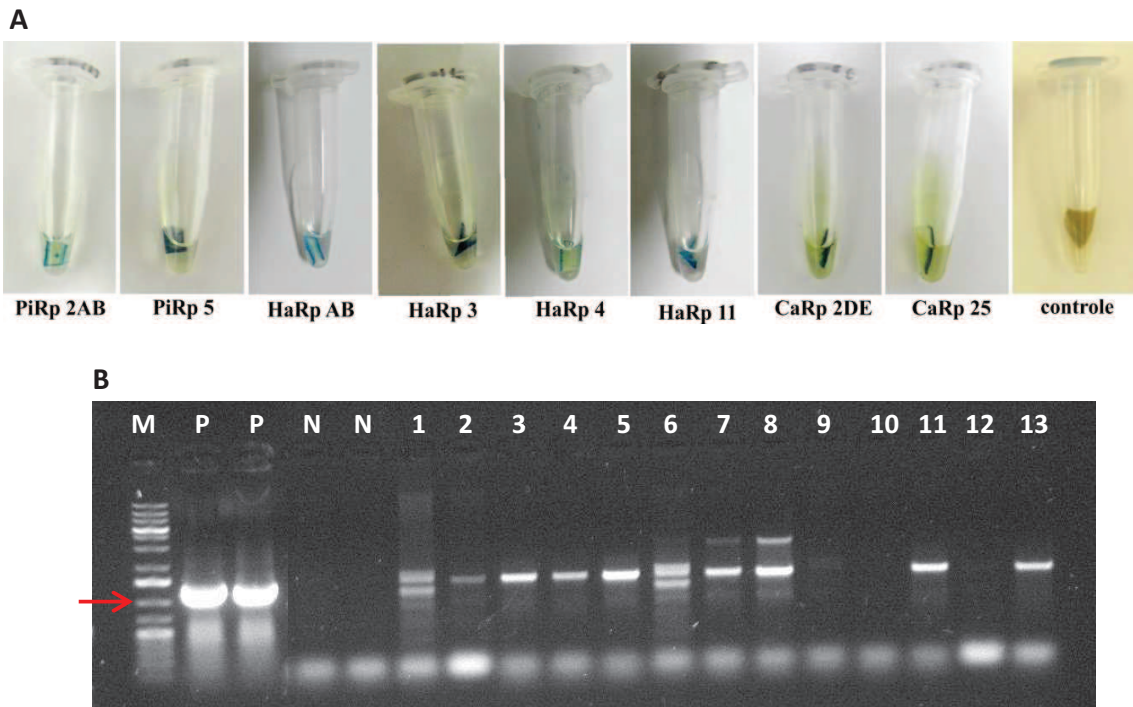 A
PiRp 2AB PiRp 5 HaRp AB HaRp 3 HaRp 4 HaRp 11 CaRp 2DE CaRp 25 controle
B
M P P N N 1 2 3 4 5 6 7 8 9 10 11 12 13